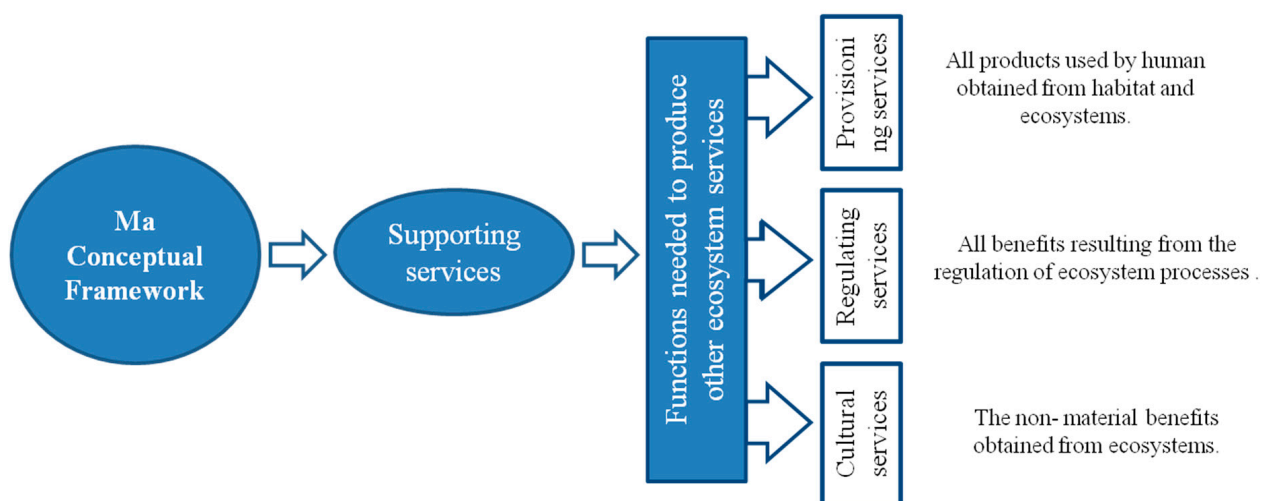 Ma
Conceptual
Framework
Supporting
services
Functions needed to produce
other ecosystem services
Provisioni
ng services
All products used by human
obtained from habitat and
ecosystems.
Regulating
services
All benefits resulting from the
regulation of ecosystem processes .
Cultural
services
The non- material benefits
obtained from ecosystems.